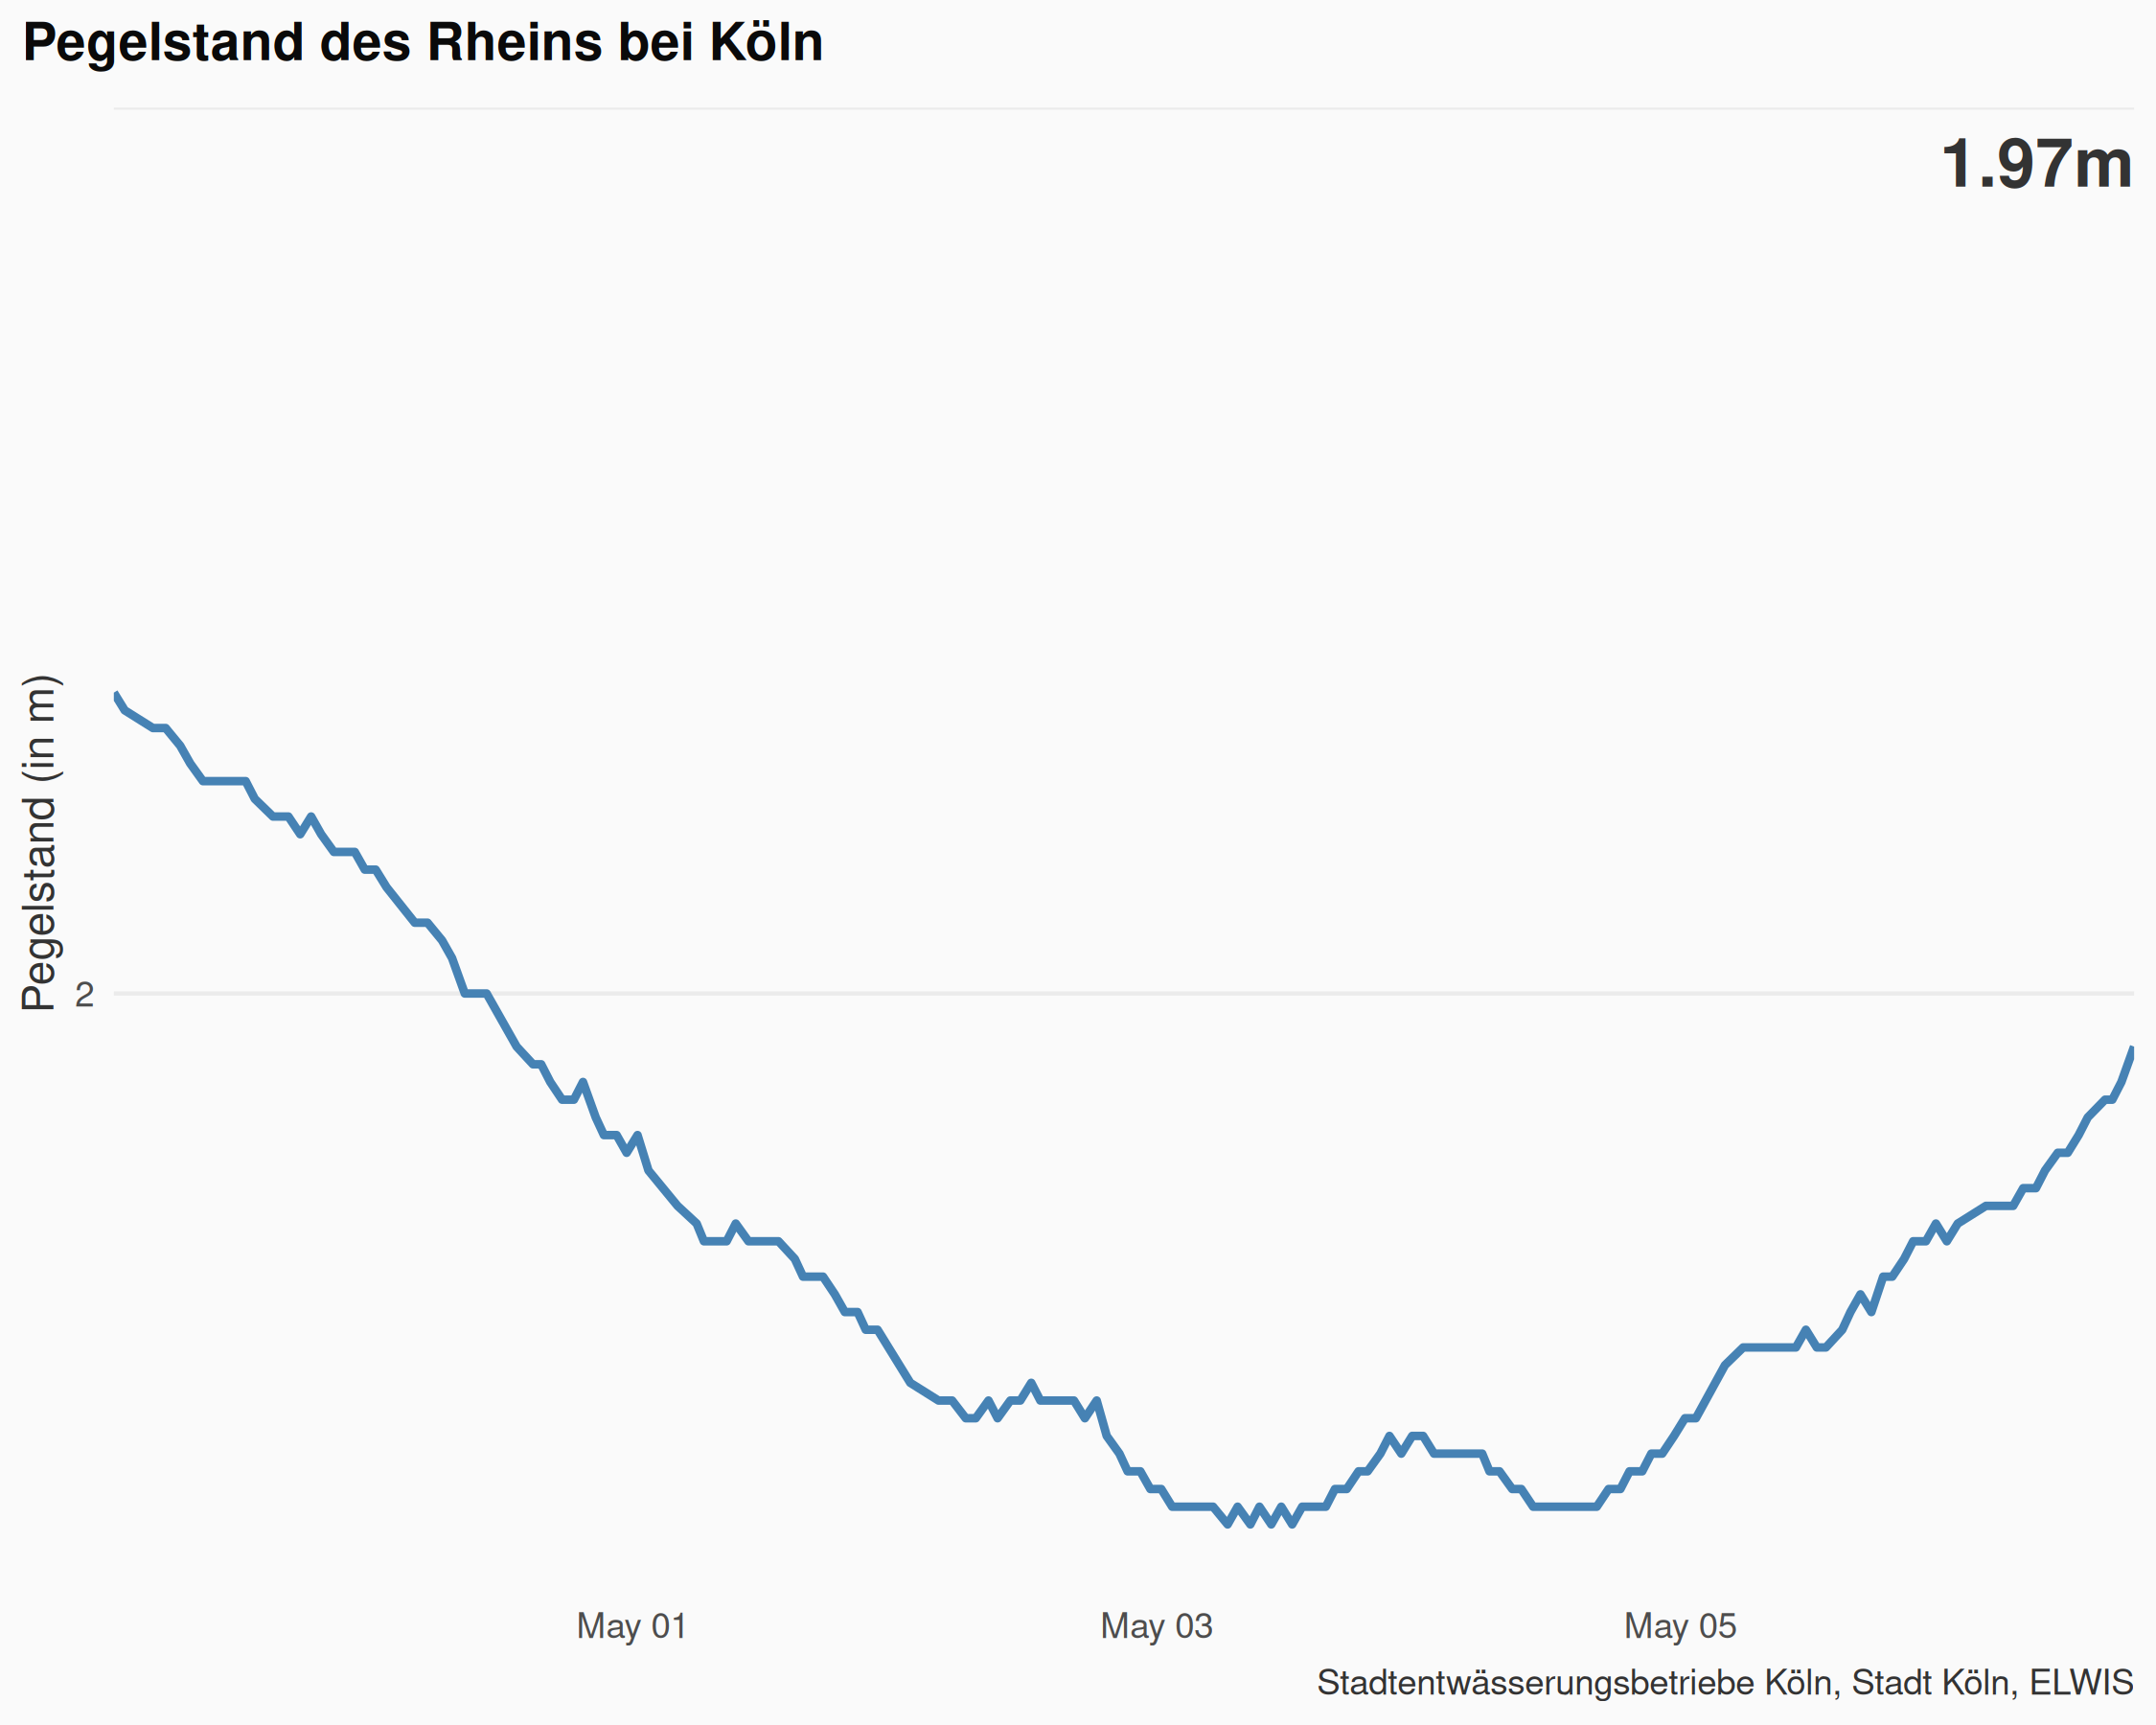 Pegelstand des Rheins bei Köln
1.97m
Pegelstand (in m)
2
May 01
May 03
May 05
Stadtentwässerungsbetriebe Köln, Stadt Köln, ELWIS